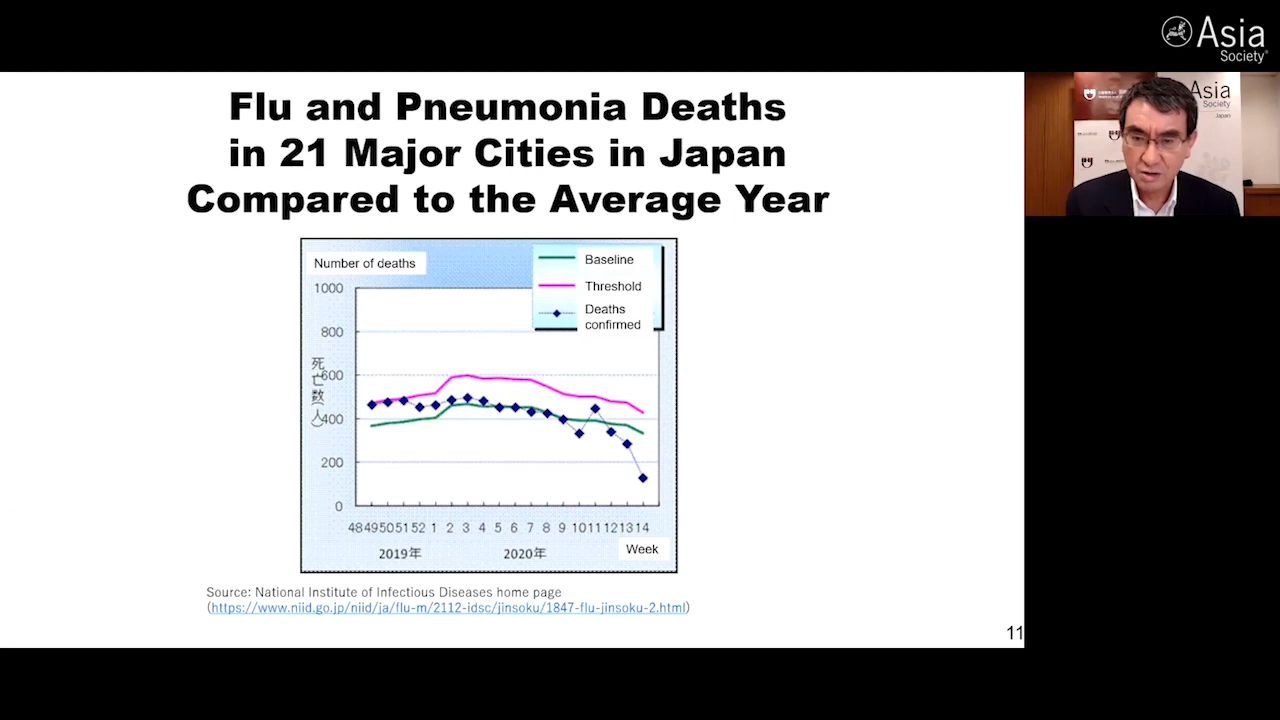 Asia
Society
Flu and Pneumonia Deaths
in 21 Major Cities in Japan
Compared to the Average Year
Asia
Society
Japan
Number of deaths
Baseline
Threshold
Deaths
confirmed
1000
800
600
400
200
0
死亡数(人)
48 49 50 51 52 1 2 3 4 5 6 7 8 9 10 11 12 13 14
2019年 2020年
Week
Source: National Institute of Infectious Diseases home page
(https://www.niid.go.jp/niid/ja/flu-m/2112-idsc/jinsoku/1847-flu-jinsoku-2.html)
11